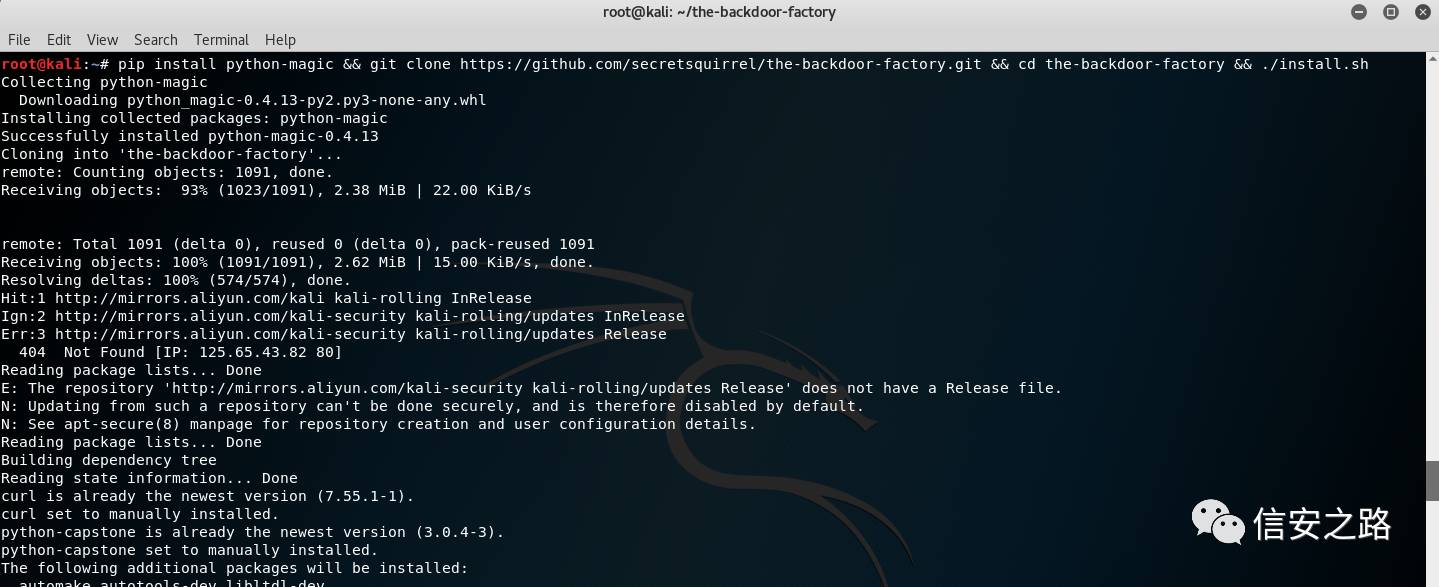 root@kali: ~/the-backdoor-factory
File Edit View Search Terminal Help
root@kali:~# pip install python-magic && git clone https://github.com/secretsquirrel/the-backdoor-factory.git && cd the-backdoor-factory && ./install.sh
Collecting python-magic
  Downloading python_magic-0.4.13-py2.py3-none-any.whl
Installing collected packages: python-magic
Successfully installed python-magic-0.4.13
Cloning into 'the-backdoor-factory'...
remote: Counting objects: 1091, done.
Receiving objects:  93% (1023/1091), 2.38 MiB | 22.00 KiB/s
remote: Total 1091 (delta 0), reused 0 (delta 0), pack-reused 1091
Receiving objects: 100% (1091/1091), 2.62 MiB | 15.00 KiB/s, done.
Resolving deltas: 100% (574/574), done.
Hit:1 http://mirrors.aliyun.com/kali kali-rolling InRelease
Ign:2 http://mirrors.aliyun.com/kali-security kali-rolling/updates InRelease
Err:3 http://mirrors.aliyun.com/kali-security kali-rolling/updates Release
  404  Not Found [IP: 125.65.43.82 80]
Reading package lists... Done
E: The repository 'http://mirrors.aliyun.com/kali-security kali-rolling/updates Release' does not have a Release file.
N: Updating from such a repository can't be done securely, and is therefore disabled by default.
N: See apt-secure(8) manpage for repository creation and user configuration details.
Reading package lists... Done
Building dependency tree
Reading state information... Done
curl is already the newest version (7.55.1-1).
curl set to manually installed.
python-capstone is already the newest version (3.0.4-3).
python-capstone set to manually installed.
The following additional packages will be installed:
  automake autotools-dev libltdl-dev
信安之路